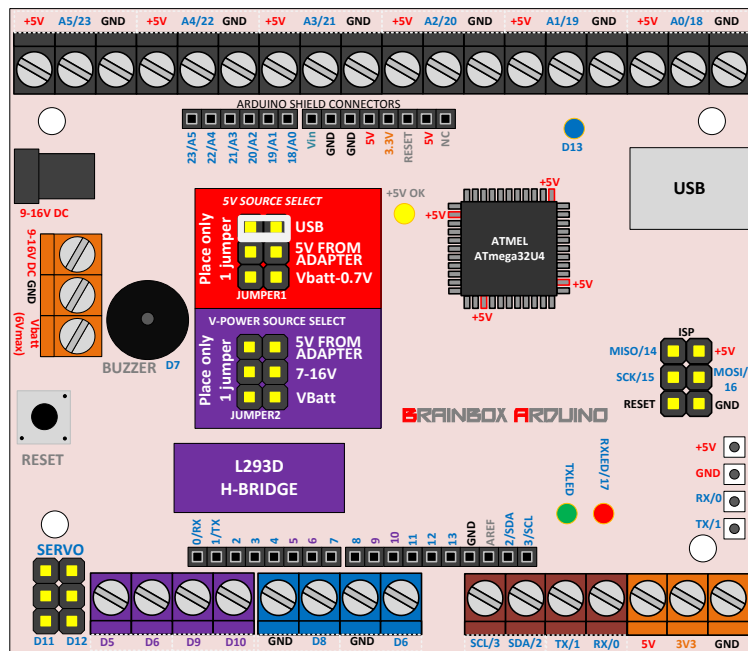 +5V A5/23 GND +5V A4/22 GND +5V A3/21 GND +5V A2/20 GND +5V A1/19 GND +5V A0/18 GND
ARDUINO SHIELD CONNECTORS
23/A5 22/A4 21/A3 20/A2 19/A1 18/A0 Vin GND GND 5V 3.3V RESET 5V NC
D13
USB
9-16V DC
5V SOURCE SELECT
Place only
1 jumper
USB
5V FROM
ADAPTER
Vbatt-0.7V
JUMPER1
+5V OK
+5V
+5V
ATMEL
ATmega32U4
+5V
+5V
9-16V DC
GND
Vbatt
(6Vmax)
BUZZER
D7
V-POWER SOURCE SELECT
Place only
1 jumper
5V FROM
ADAPTER
7-16V
VBatt
JUMPER2
ISP
MISO/14 +5V
SCK/15 MOSI/
16
RESET GND
BRAINBOX ARDUINO
RESET
L293D
H-BRIDGE
TXLED
RXLED/17
+5V
GND
RX/0
TX/1
0/RX 1/TX 2 3 4 5 6 7 8 9 10 11 12 13 GND AREF 2/SDA 3/SCL
SERVO
D11 D12
D5 D6 D9 D10 GND D8 GND D6 SCL/3 SDA/2 TX/1 RX/0 5V 3V3 GND